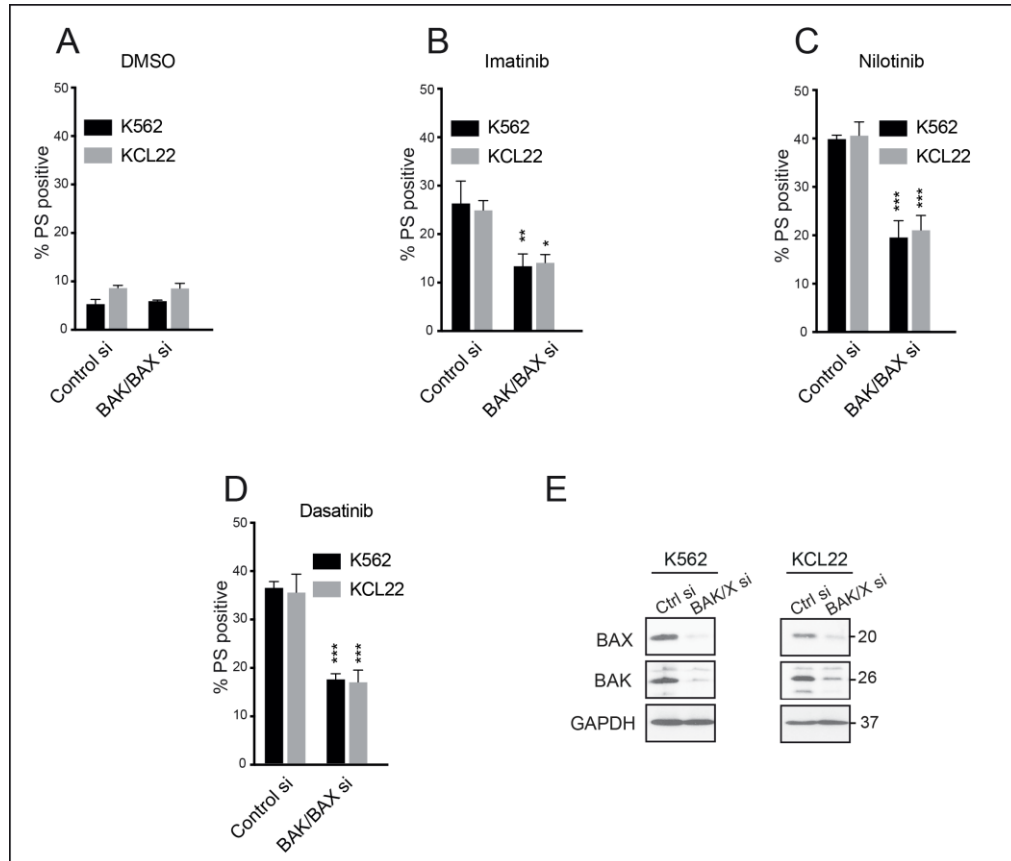 A
DMSO
50
40
30
20
10
0
% PS positive
K562
KCL22
Control si
BAK/BAX si
B
Imatinib
50
40
30
20
10
0
% PS positive
K562
KCL22
**
*
Control si
BAK/BAX si
C
Nilotinib
50
40
30
20
10
0
% PS positive
K562
KCL22
***
***
Control si
BAK/BAX si
D
Dasatinib
50
40
30
20
10
0
% PS positive
K562
KCL22
***
***
Control si
BAK/BAX si
E
K562
KCL22
Ctrl si
BAK/X si
Ctrl si
BAK/X si
BAX
20
BAK
26
GAPDH
37